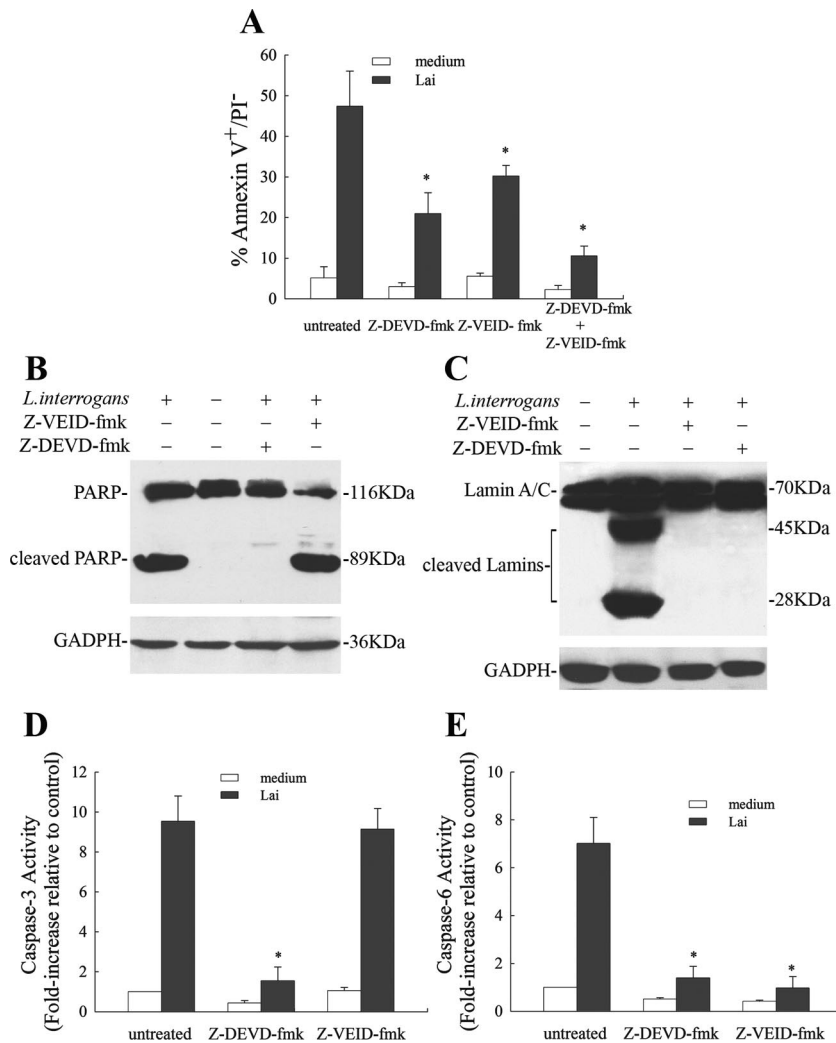 A
medium
Lai
60
50
40
30
20
10
0
% Annexin V+/PI-
*
*
*
untreated
Z-DEVD-fmk
Z-VEID- fmk
Z-DEVD-fmk
+
Z-VEID-fmk
B
L.interrogans + – + +
Z-VEID-fmk – – – +
Z-DEVD-fmk – – + –
PARP- -116KDa
cleaved PARP- -89KDa
GADPH- -36KDa
C
L.interrogans – + + +
Z-VEID-fmk – – + –
Z-DEVD-fmk – – – +
Lamin A/C- -70KDa
-45KDa
cleaved Lamins-
-28KDa
GADPH-
D
Caspase-3 Activity
(Fold-increase relative to control)
12
10
8
6
4
2
0
medium
Lai
*
untreated Z-DEVD-fmk Z-VEID-fmk
E
Caspase-6 Activity
(Fold-increase relative to control)
10
8
6
4
2
0
medium
Lai
*
*
untreated Z-DEVD-fmk Z-VEID-fmk